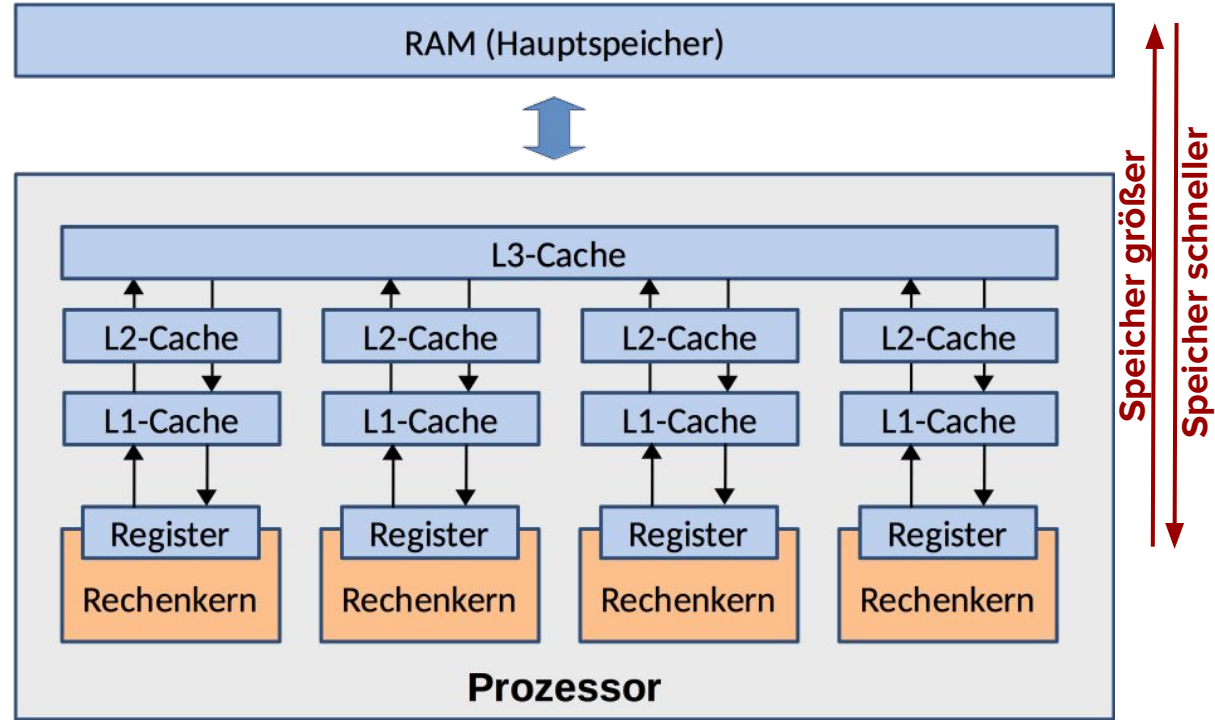 RAM (Hauptspeicher)
L3-Cache
L2-Cache
L2-Cache
L2-Cache
L2-Cache
L1-Cache
L1-Cache
L1-Cache
L1-Cache
Register
Register
Register
Register
Rechenkern
Rechenkern
Rechenkern
Rechenkern
Prozessor
Speicher größer
Speicher schneller